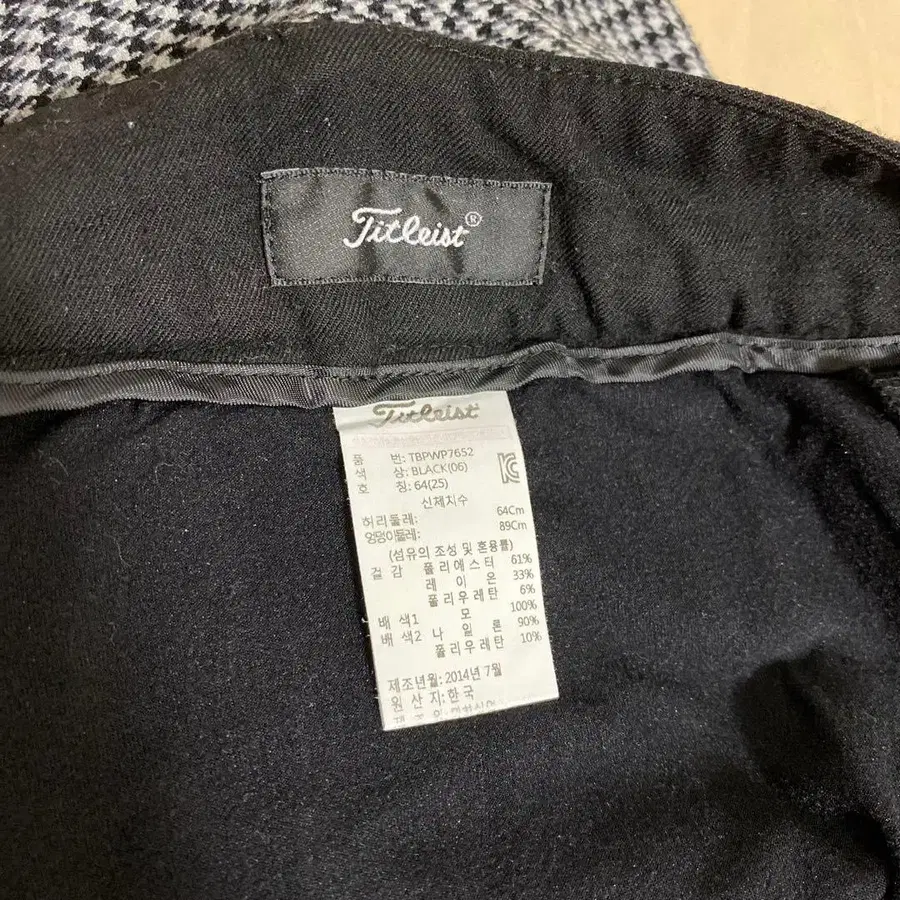 Titleist®
Titleist
품 번: TBPWP7652
색 상: BLACK(06)
호 칭: 64(25)
신체치수
허리둘레: 64Cm
엉덩이둘레: 89Cm
(섬유의 조성 및 혼용률)
겉감 폴리에스터 61%
레이온 33%
폴리우레탄 6%
배색1 모 100%
배색2 나일론 90%
폴리우레탄 10%
제조년월: 2014년 7월
원산지: 한국